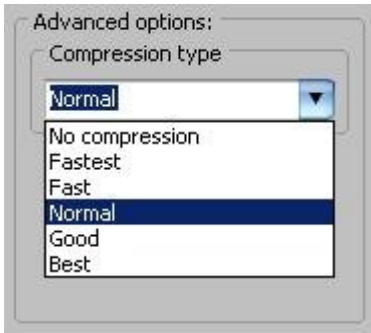 Advanced options:
Compression type
Normal
No compression
Fastest
Fast
Normal
Good
Best